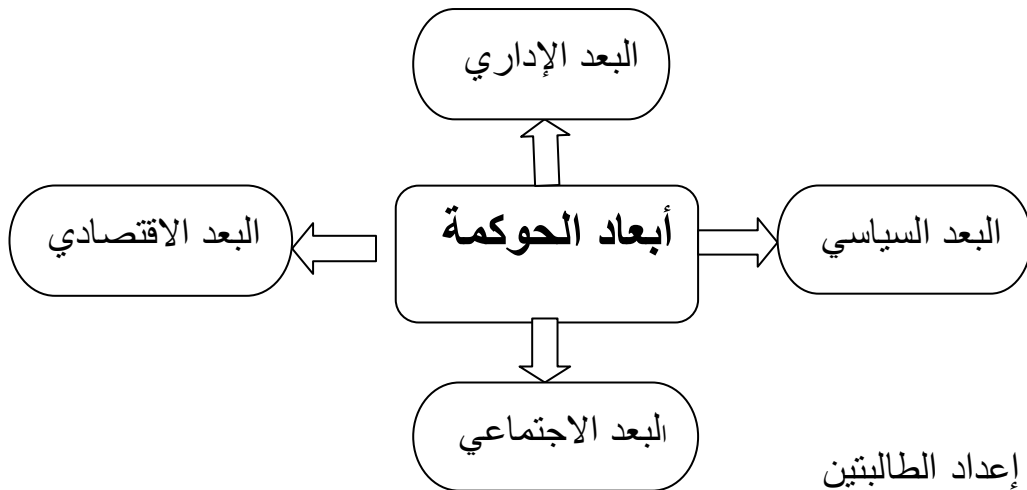 البعد الإداري
البعد السياسي
أبعاد الحوكمة
البعد الاقتصادي
البعد الاجتماعي
إعداد الطالبتين